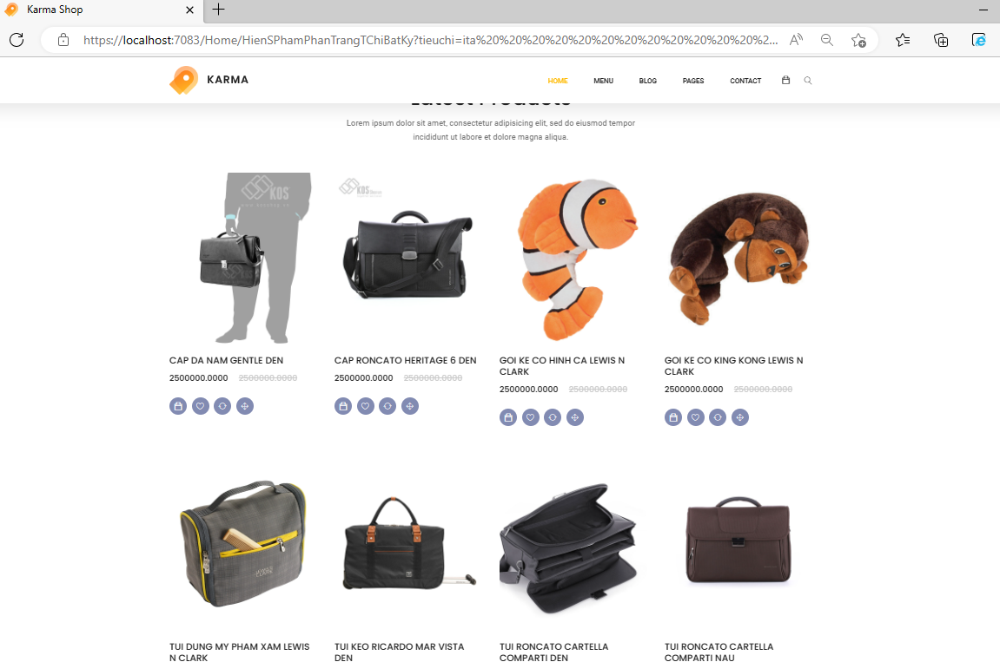 Karma Shop
https://localhost:7083/Home/HienSPhamPhanTrangTChiBatKy?tieuchi=ita%20%20%20%20%20%20%20%20%20%20%20%20%2...
KARMA
HOME MENU BLOG PAGES CONTACT
Latest Products
Lorem ipsum dolor sit amet, consectetur adipisicing elit, sed do eiusmod tempor
incididunt ut labore et dolore magna aliqua.
KOS
KOS
CAP DA NAM GENTLE DEN
2500000.0000 2500000.0000
CAP RONCATO HERITAGE 6 DEN
2500000.0000 2500000.0000
GOI KE CO HINH CA LEWIS N
CLARK
2500000.0000 2500000.0000
GOI KE CO KING KONG LEWIS N
CLARK
2500000.0000 2500000.0000
TUI DUNG MY PHAM XAM LEWIS
N CLARK
TUI KEO RICARDO MAR VISTA
DEN
TUI RONCATO CARTELLA
COMPARTI DEN
TUI RONCATO CARTELLA
COMPARTI NAU